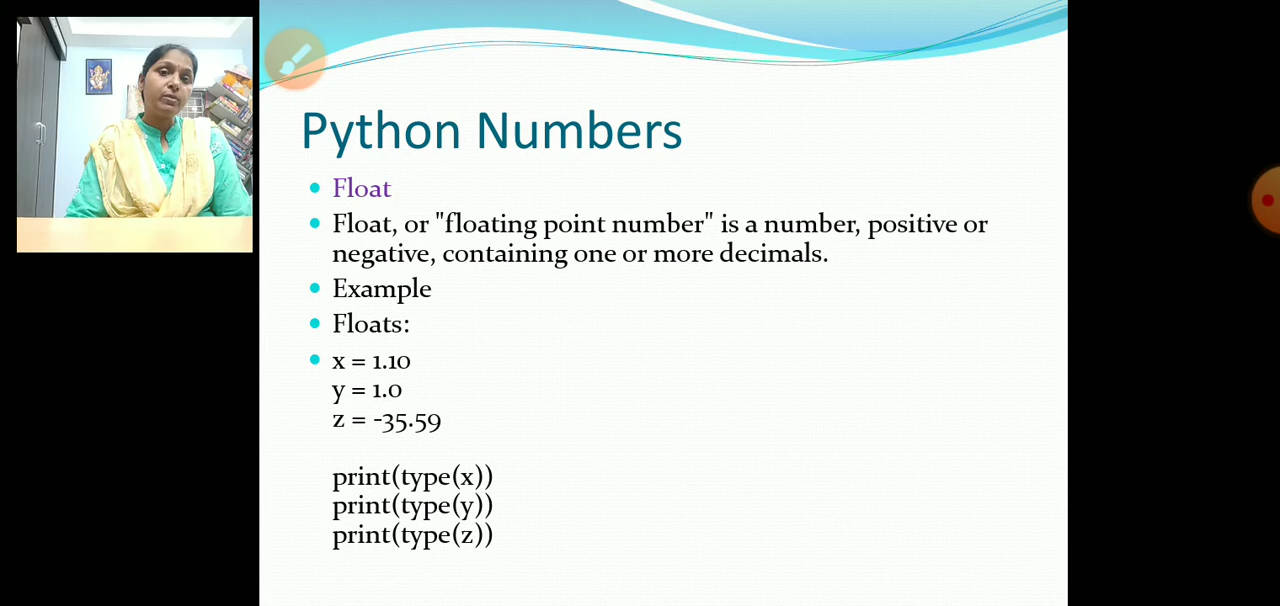 Python Numbers
Float
Float, or "floating point number" is a number, positive or
negative, containing one or more decimals.
Example
Floats:
x = 1.10
y = 1.0
z = -35.59
print(type(x))
print(type(y))
print(type(z))